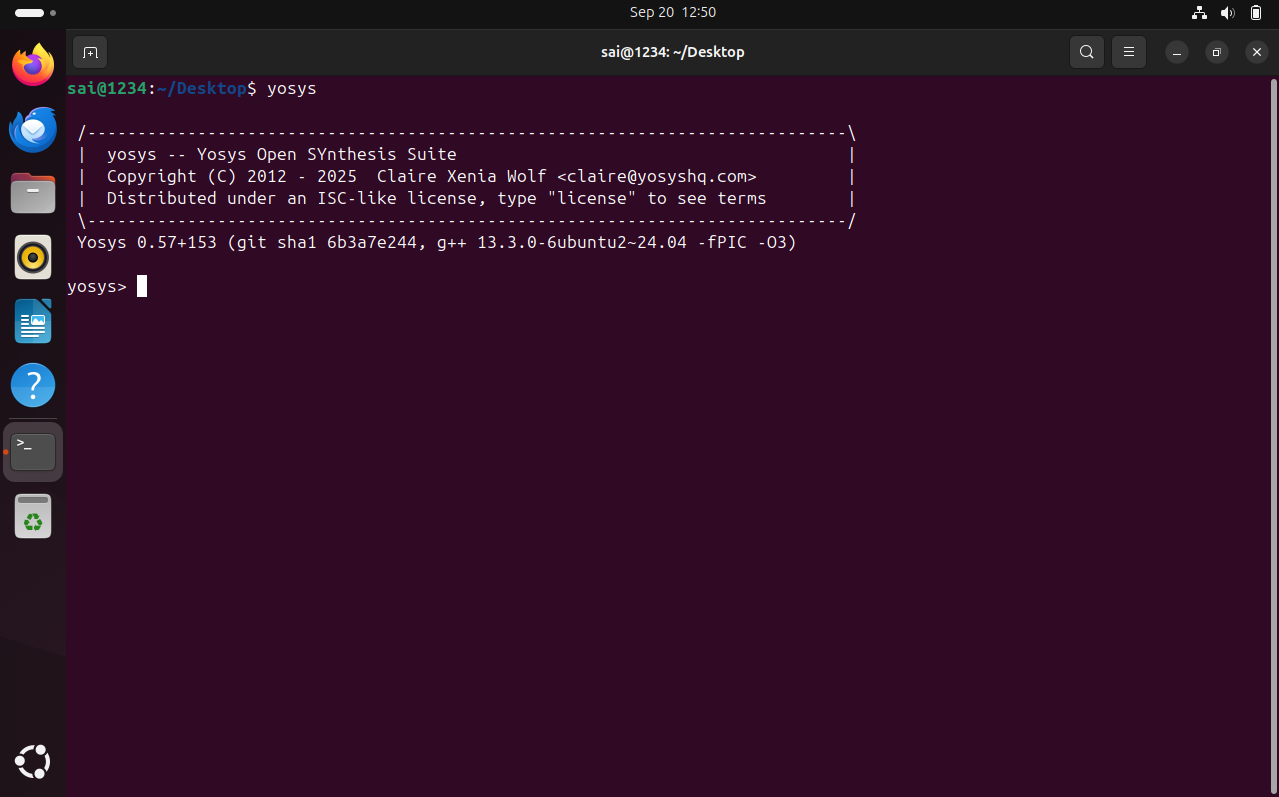 Sep 20 12:50
sai@1234: ~/Desktop
sai@1234:~/Desktop$ yosys
/----------------------------------------------------------------------------\
| yosys -- Yosys Open SYnthesis Suite |
| Copyright (C) 2012 - 2025 Claire Xenia Wolf <claire@yosyshq.com> |
| Distributed under an ISC-like license, type "license" to see terms |
\----------------------------------------------------------------------------/
Yosys 0.57+153 (git sha1 6b3a7e244, g++ 13.3.0-6ubuntu2~24.04 -fPIC -O3)
yosys>
?
>_